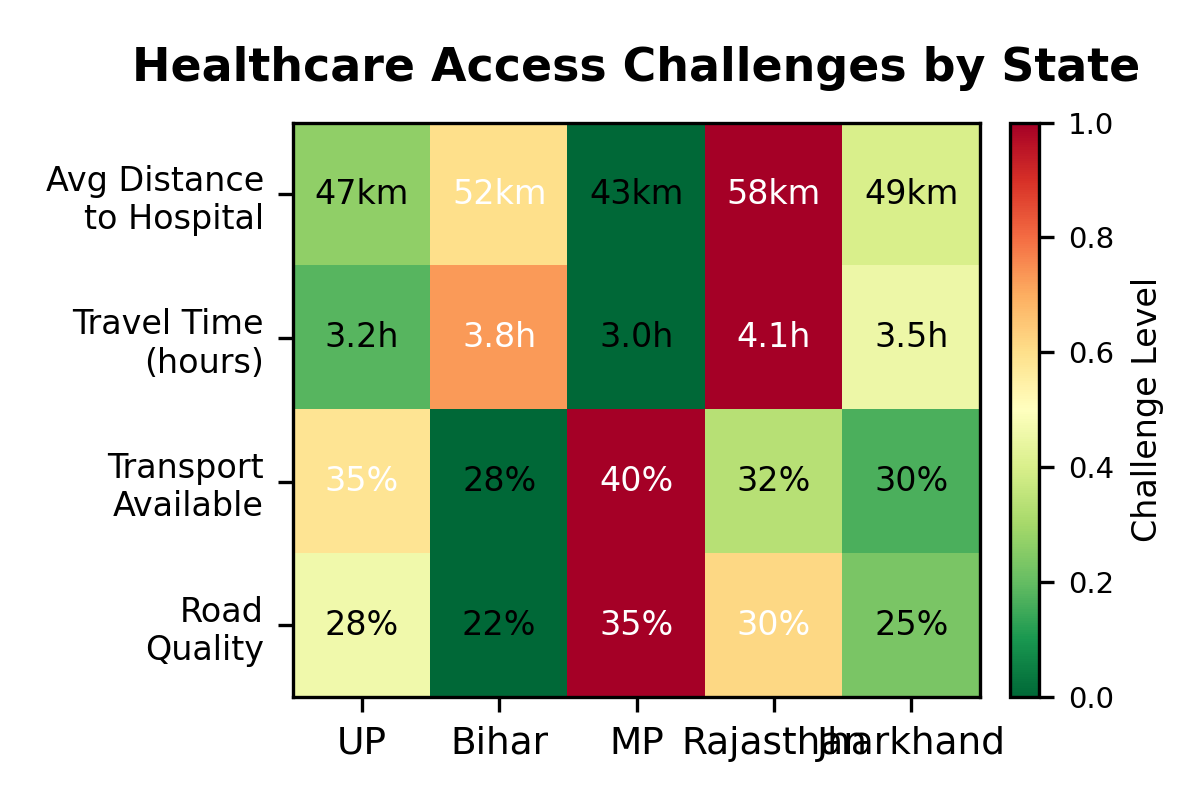 Healthcare Access Challenges by State
Avg Distance
to Hospital
47km 52km 43km 58km 49km
Travel Time
(hours)
3.2h 3.8h 3.0h 4.1h 3.5h
Transport
Available
35% 28% 40% 32% 30%
Road
Quality
28% 22% 35% 30% 25%
UP Bihar MP Rajasthan Jharkhand
1.0
0.8
0.6
0.4
0.2
0.0
Challenge Level